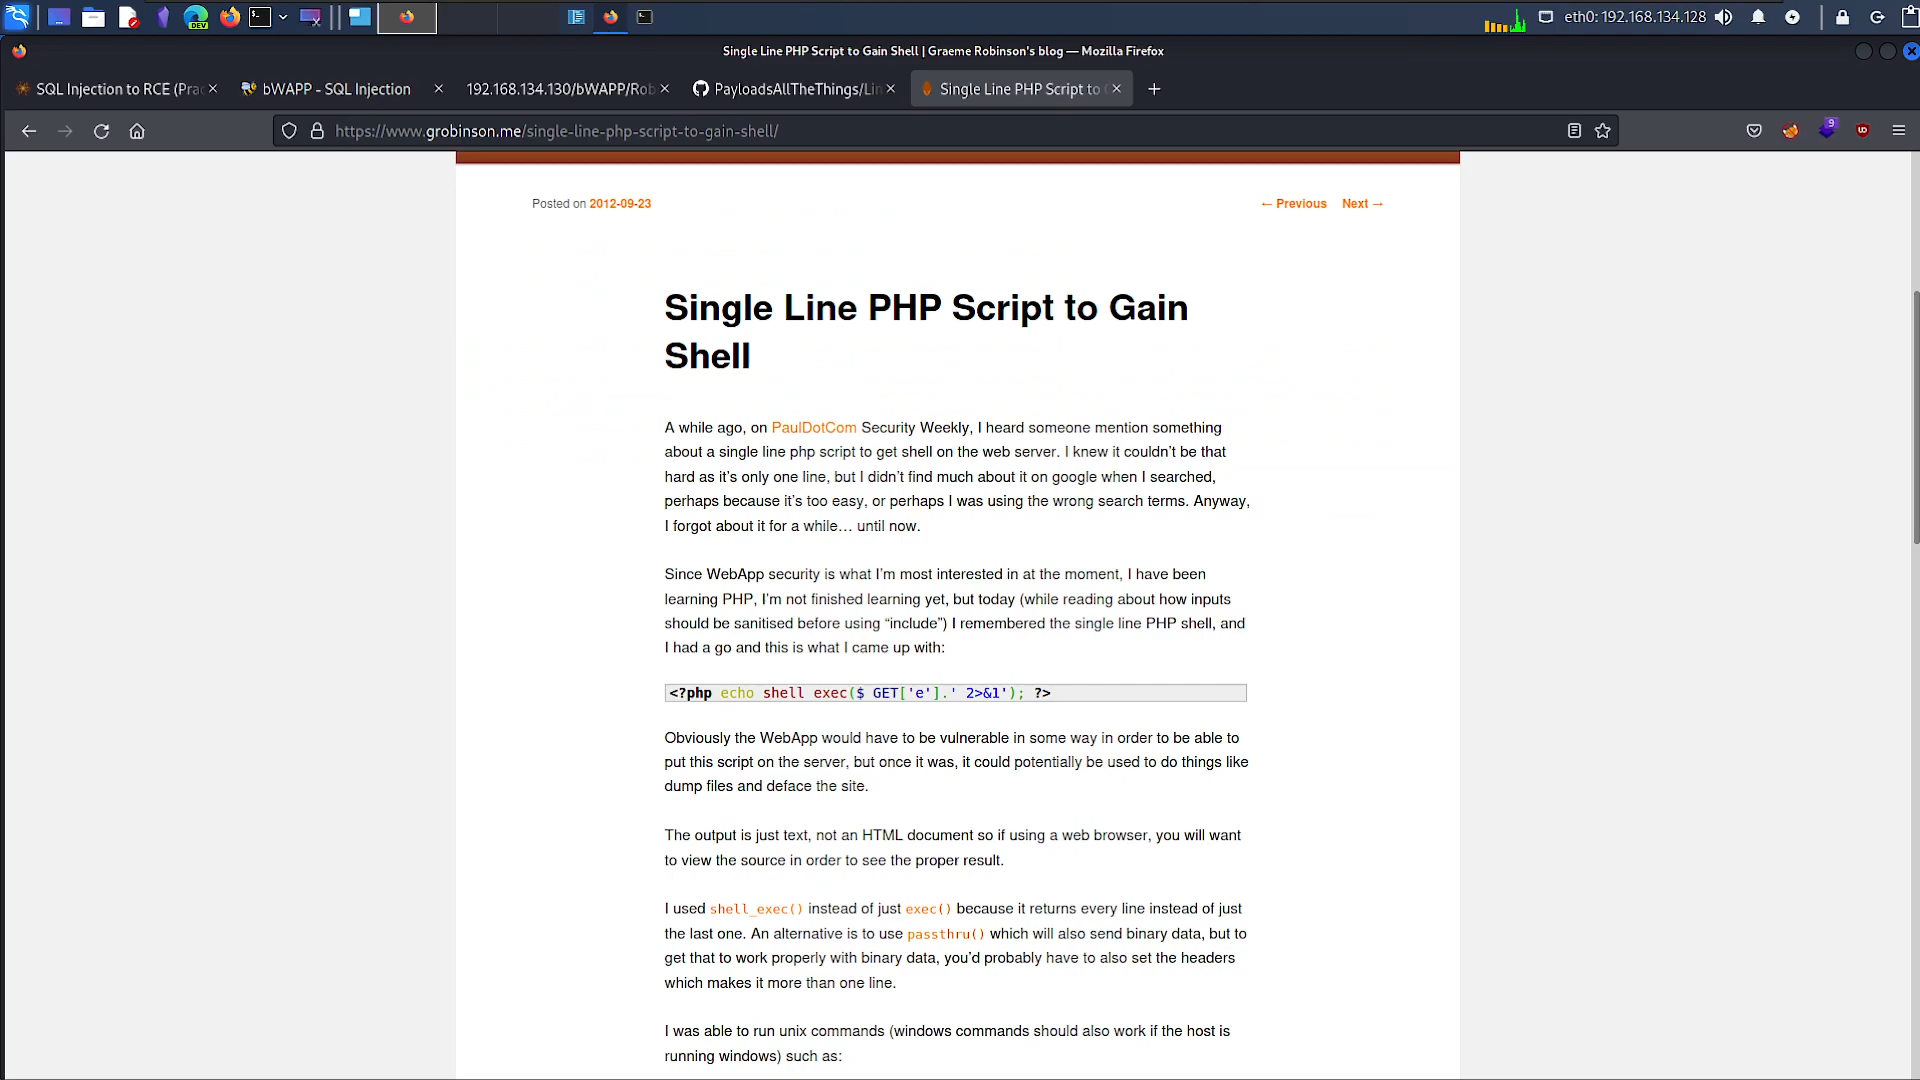 eth0: 192.168.134.128
Single Line PHP Script to Gain Shell | Graeme Robinson's blog — Mozilla Firefox
SQL Injection to RCE (Prac
bWAPP - SQL Injection
192.168.134.130/bWAPP/Rob
PayloadsAllTheThings/Lin
Single Line PHP Script to
https://www.grobinson.me/single-line-php-script-to-gain-shell/
9
Posted on 2012-09-23
← Previous Next →
Single Line PHP Script to Gain
Shell
A while ago, on PaulDotCom Security Weekly, I heard someone mention something
about a single line php script to get shell on the web server. I knew it couldn’t be that
hard as it’s only one line, but I didn’t find much about it on google when I searched,
perhaps because it’s too easy, or perhaps I was using the wrong search terms. Anyway,
I forgot about it for a while… until now.
Since WebApp security is what I’m most interested in at the moment, I have been
learning PHP, I’m not finished learning yet, but today (while reading about how inputs
should be sanitised before using “include”) I remembered the single line PHP shell, and
I had a go and this is what I came up with:
<?php echo shell exec($ GET['e'].' 2>&1'); ?>
Obviously the WebApp would have to be vulnerable in some way in order to be able to
put this script on the server, but once it was, it could potentially be used to do things like
dump files and deface the site.
The output is just text, not an HTML document so if using a web browser, you will want
to view the source in order to see the proper result.
I used shell_exec() instead of just exec() because it returns every line instead of just
the last one. An alternative is to use passthru() which will also send binary data, but to
get that to work properly with binary data, you’d probably have to also set the headers
which makes it more than one line.
I was able to run unix commands (windows commands should also work if the host is
running windows) such as: